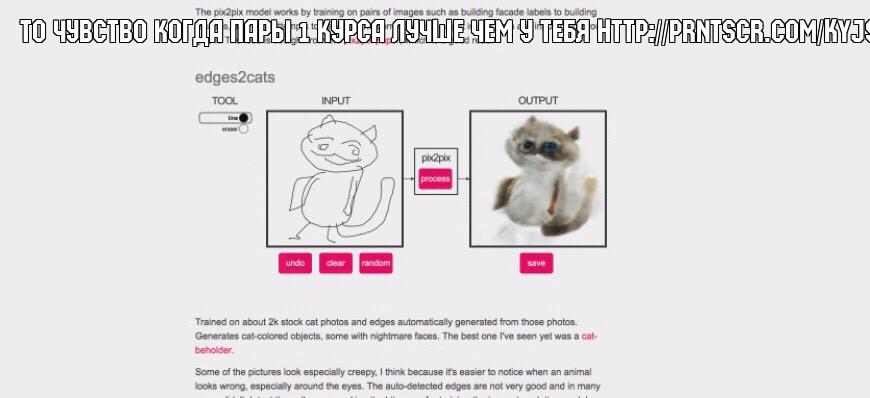 The pix2pix model works by training on pairs of images such as building facade labels to building
ТО ЧУВСТВО КОГДА ПАРЫ 1 КУРСА ЛУЧШЕ ЧЕМ У ТЕБЯ HTTP://PRNTSCR.COM/KYJS
edges2cats
TOOL INPUT OUTPUT
line
eraser
pix2pix
process
undo clear random save
Trained on about 2k stock cat photos and edges automatically generated from those photos.
Generates cat-colored objects, some with nightmare faces. The best one I've seen yet was a cat-
beholder.
Some of the pictures look especially creepy, I think because it's easier to notice when an animal
looks wrong, especially around the eyes. The auto-detected edges are not very good and in many